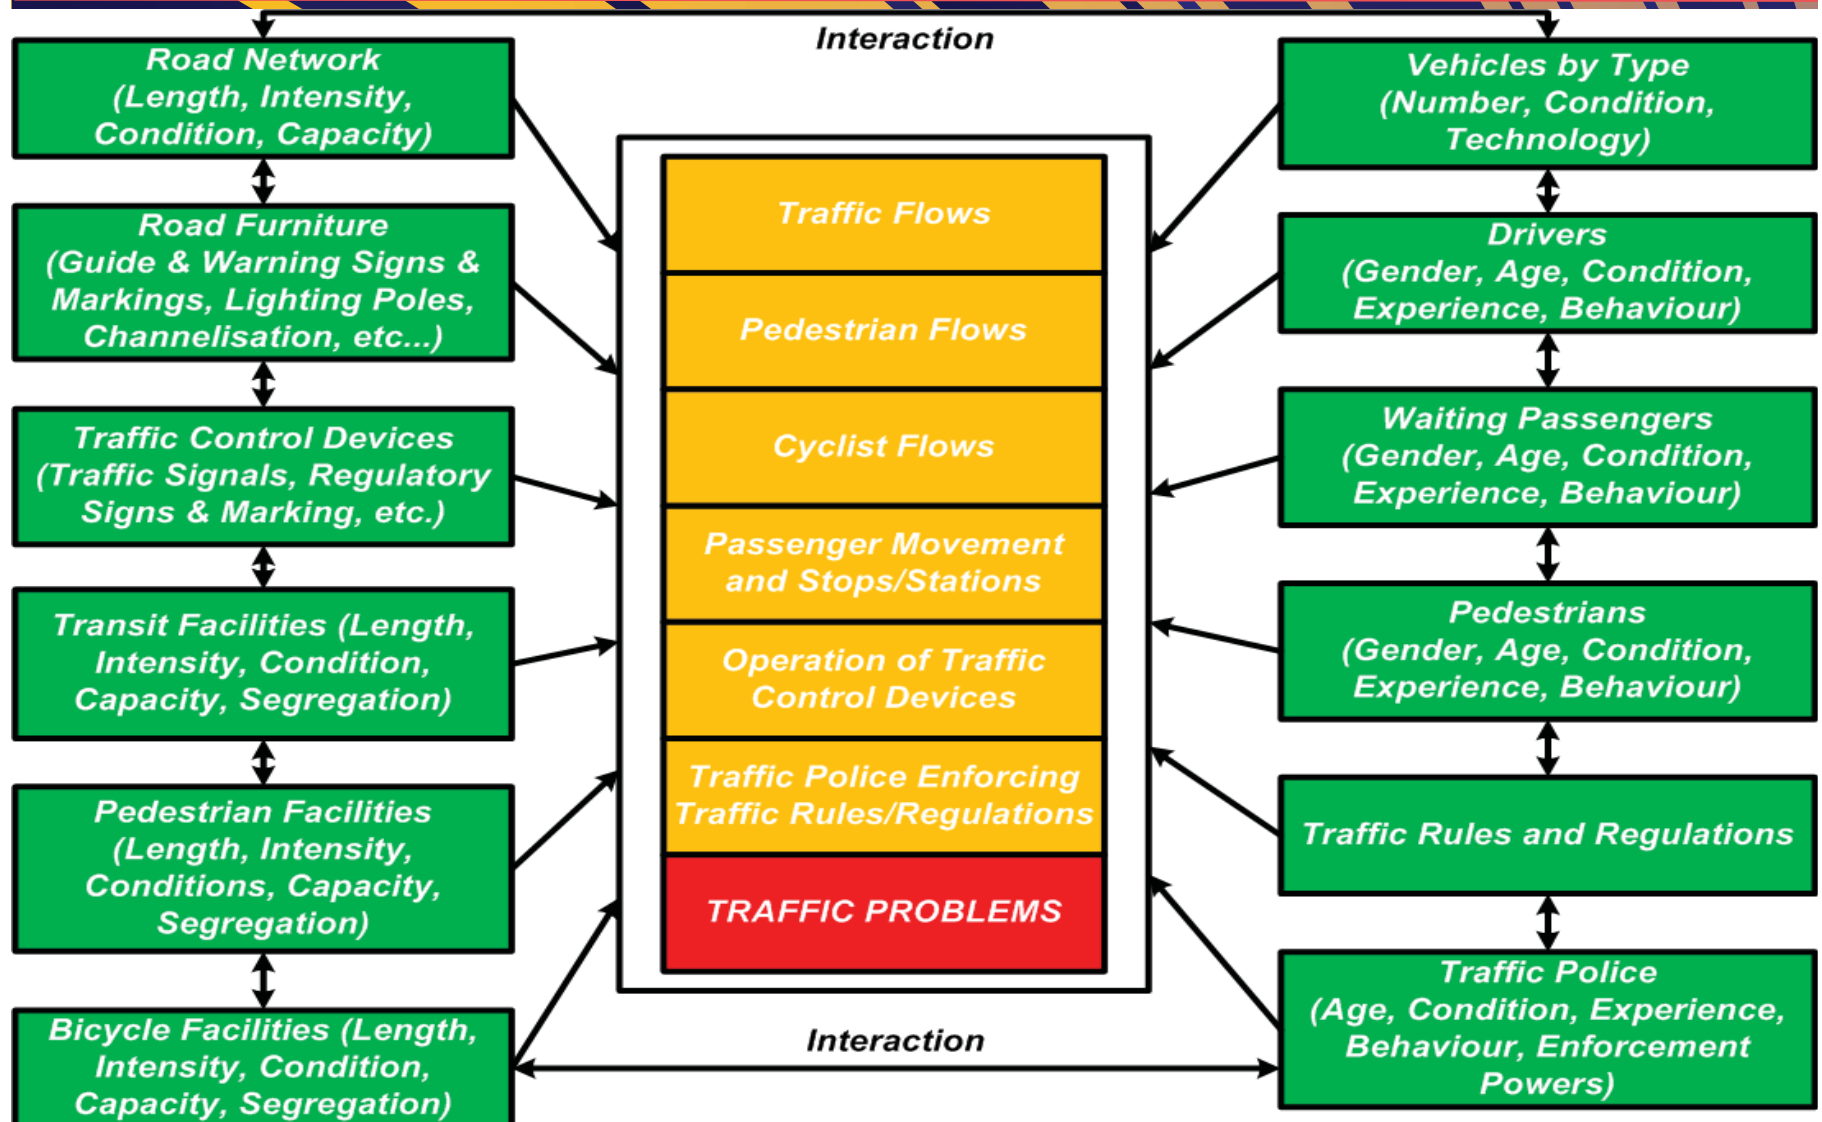 Interaction
Road Network
(Length, Intensity,
Condition, Capacity)
Road Furniture
(Guide & Warning Signs &
Markings, Lighting Poles,
Channelisation, etc...)
Traffic Control Devices
(Traffic Signals, Regulatory
Signs & Marking, etc.)
Transit Facilities (Length,
Intensity, Condition,
Capacity, Segregation)
Pedestrian Facilities
(Length, Intensity,
Conditions, Capacity,
Segregation)
Bicycle Facilities (Length,
Intensity, Condition,
Capacity, Segregation)
Traffic Flows
Pedestrian Flows
Cyclist Flows
Passenger Movement
and Stops/Stations
Operation of Traffic
Control Devices
Traffic Police Enforcing
Traffic Rules/Regulations
TRAFFIC PROBLEMS
Interaction
Vehicles by Type
(Number, Condition,
Technology)
Drivers
(Gender, Age, Condition,
Experience, Behaviour)
Waiting Passengers
(Gender, Age, Condition,
Experience, Behaviour)
Pedestrians
(Gender, Age, Condition,
Experience, Behaviour)
Traffic Rules and Regulations
Traffic Police
(Age, Condition, Experience,
Behaviour, Enforcement
Powers)